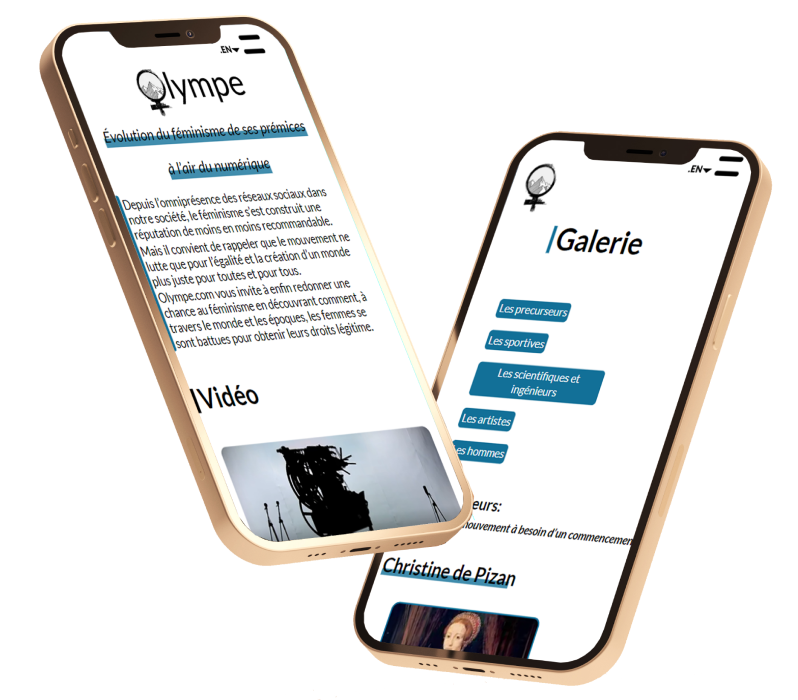 .EN
Olympe
Évolution du féminisme de ses prémices
à l'air du numérique
Depuis l'omniprésence des réseaux sociaux dans
notre société, le féminisme s'est construit une
réputation de moins en moins recommandable.
Mais il convient de rappeler que le mouvement ne
lutte que pour l'égalité et la création d'un monde
plus juste pour toutes et pour tous.
Olympe.com vous invite à enfin redonner une
chance au féminisme en découvrant comment, à
travers le monde et les époques, les femmes se
sont battues pour obtenir leurs droits légitime.
|Vidéo
.EN
|Galerie
Les precurseurs
Les sportives
Les scientifiques et
ingénieurs
Les artistes
es hommes
eurs:
mouvement à besoin d'un commencemen
Christine de Pizan